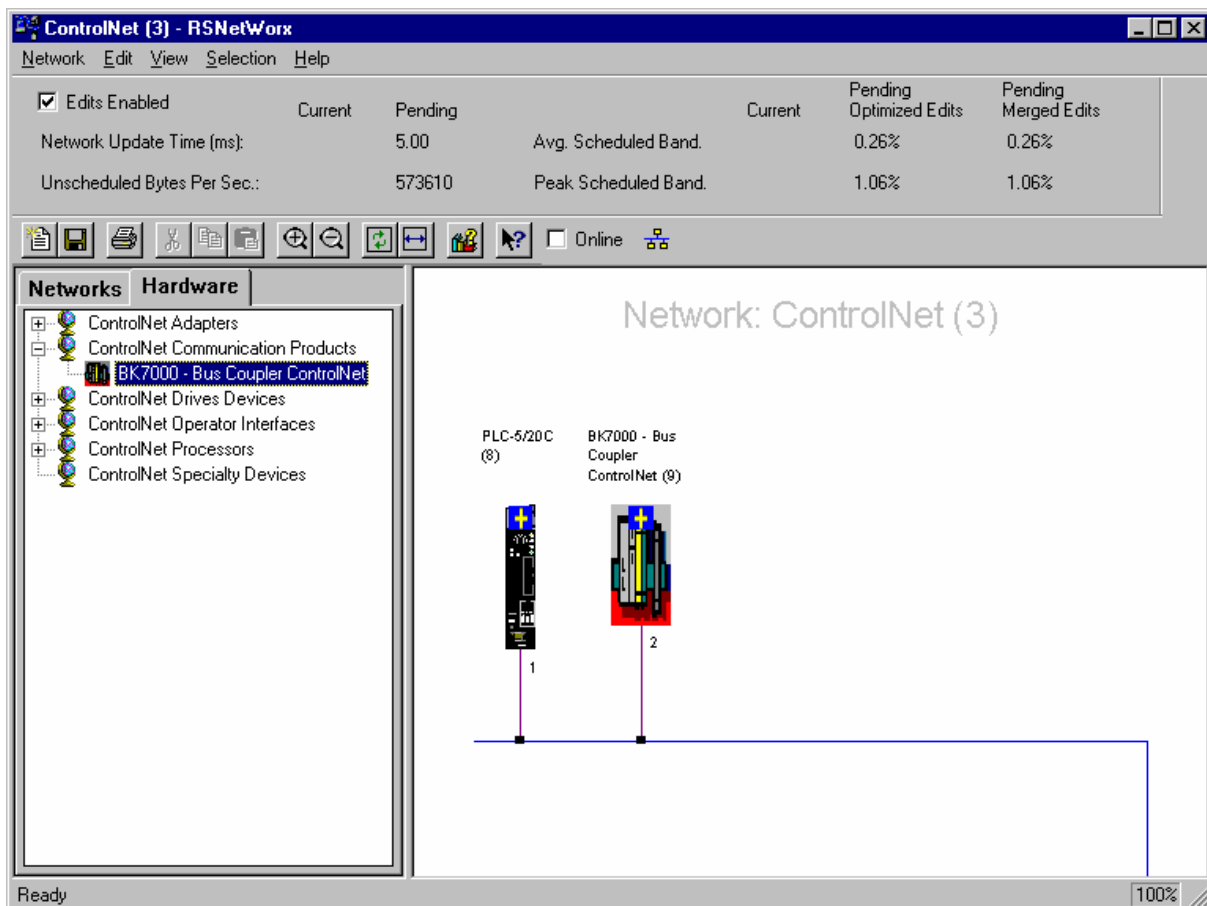 ControlNet (3) - RSNetWorx
Network Edit View Selection Help
Edits Enabled
Current Pending Current Pending Optimized Edits Pending Merged Edits
Network Update Time (ms): 5.00 Avg. Scheduled Band. 0.26% 0.26%
Unscheduled Bytes Per Sec.: 573610 Peak Scheduled Band. 1.06% 1.06%
Online
Networks Hardware
ControlNet Adapters
ControlNet Communication Products
BK7000 - Bus Coupler ControlNet
ControlNet Drives Devices
ControlNet Operator Interfaces
ControlNet Processors
ControlNet Specialty Devices
Network: ControlNet (3)
PLC-5/20C
(8)
BK7000 - Bus
Coupler
ControlNet (9)
1
2
Ready
100%